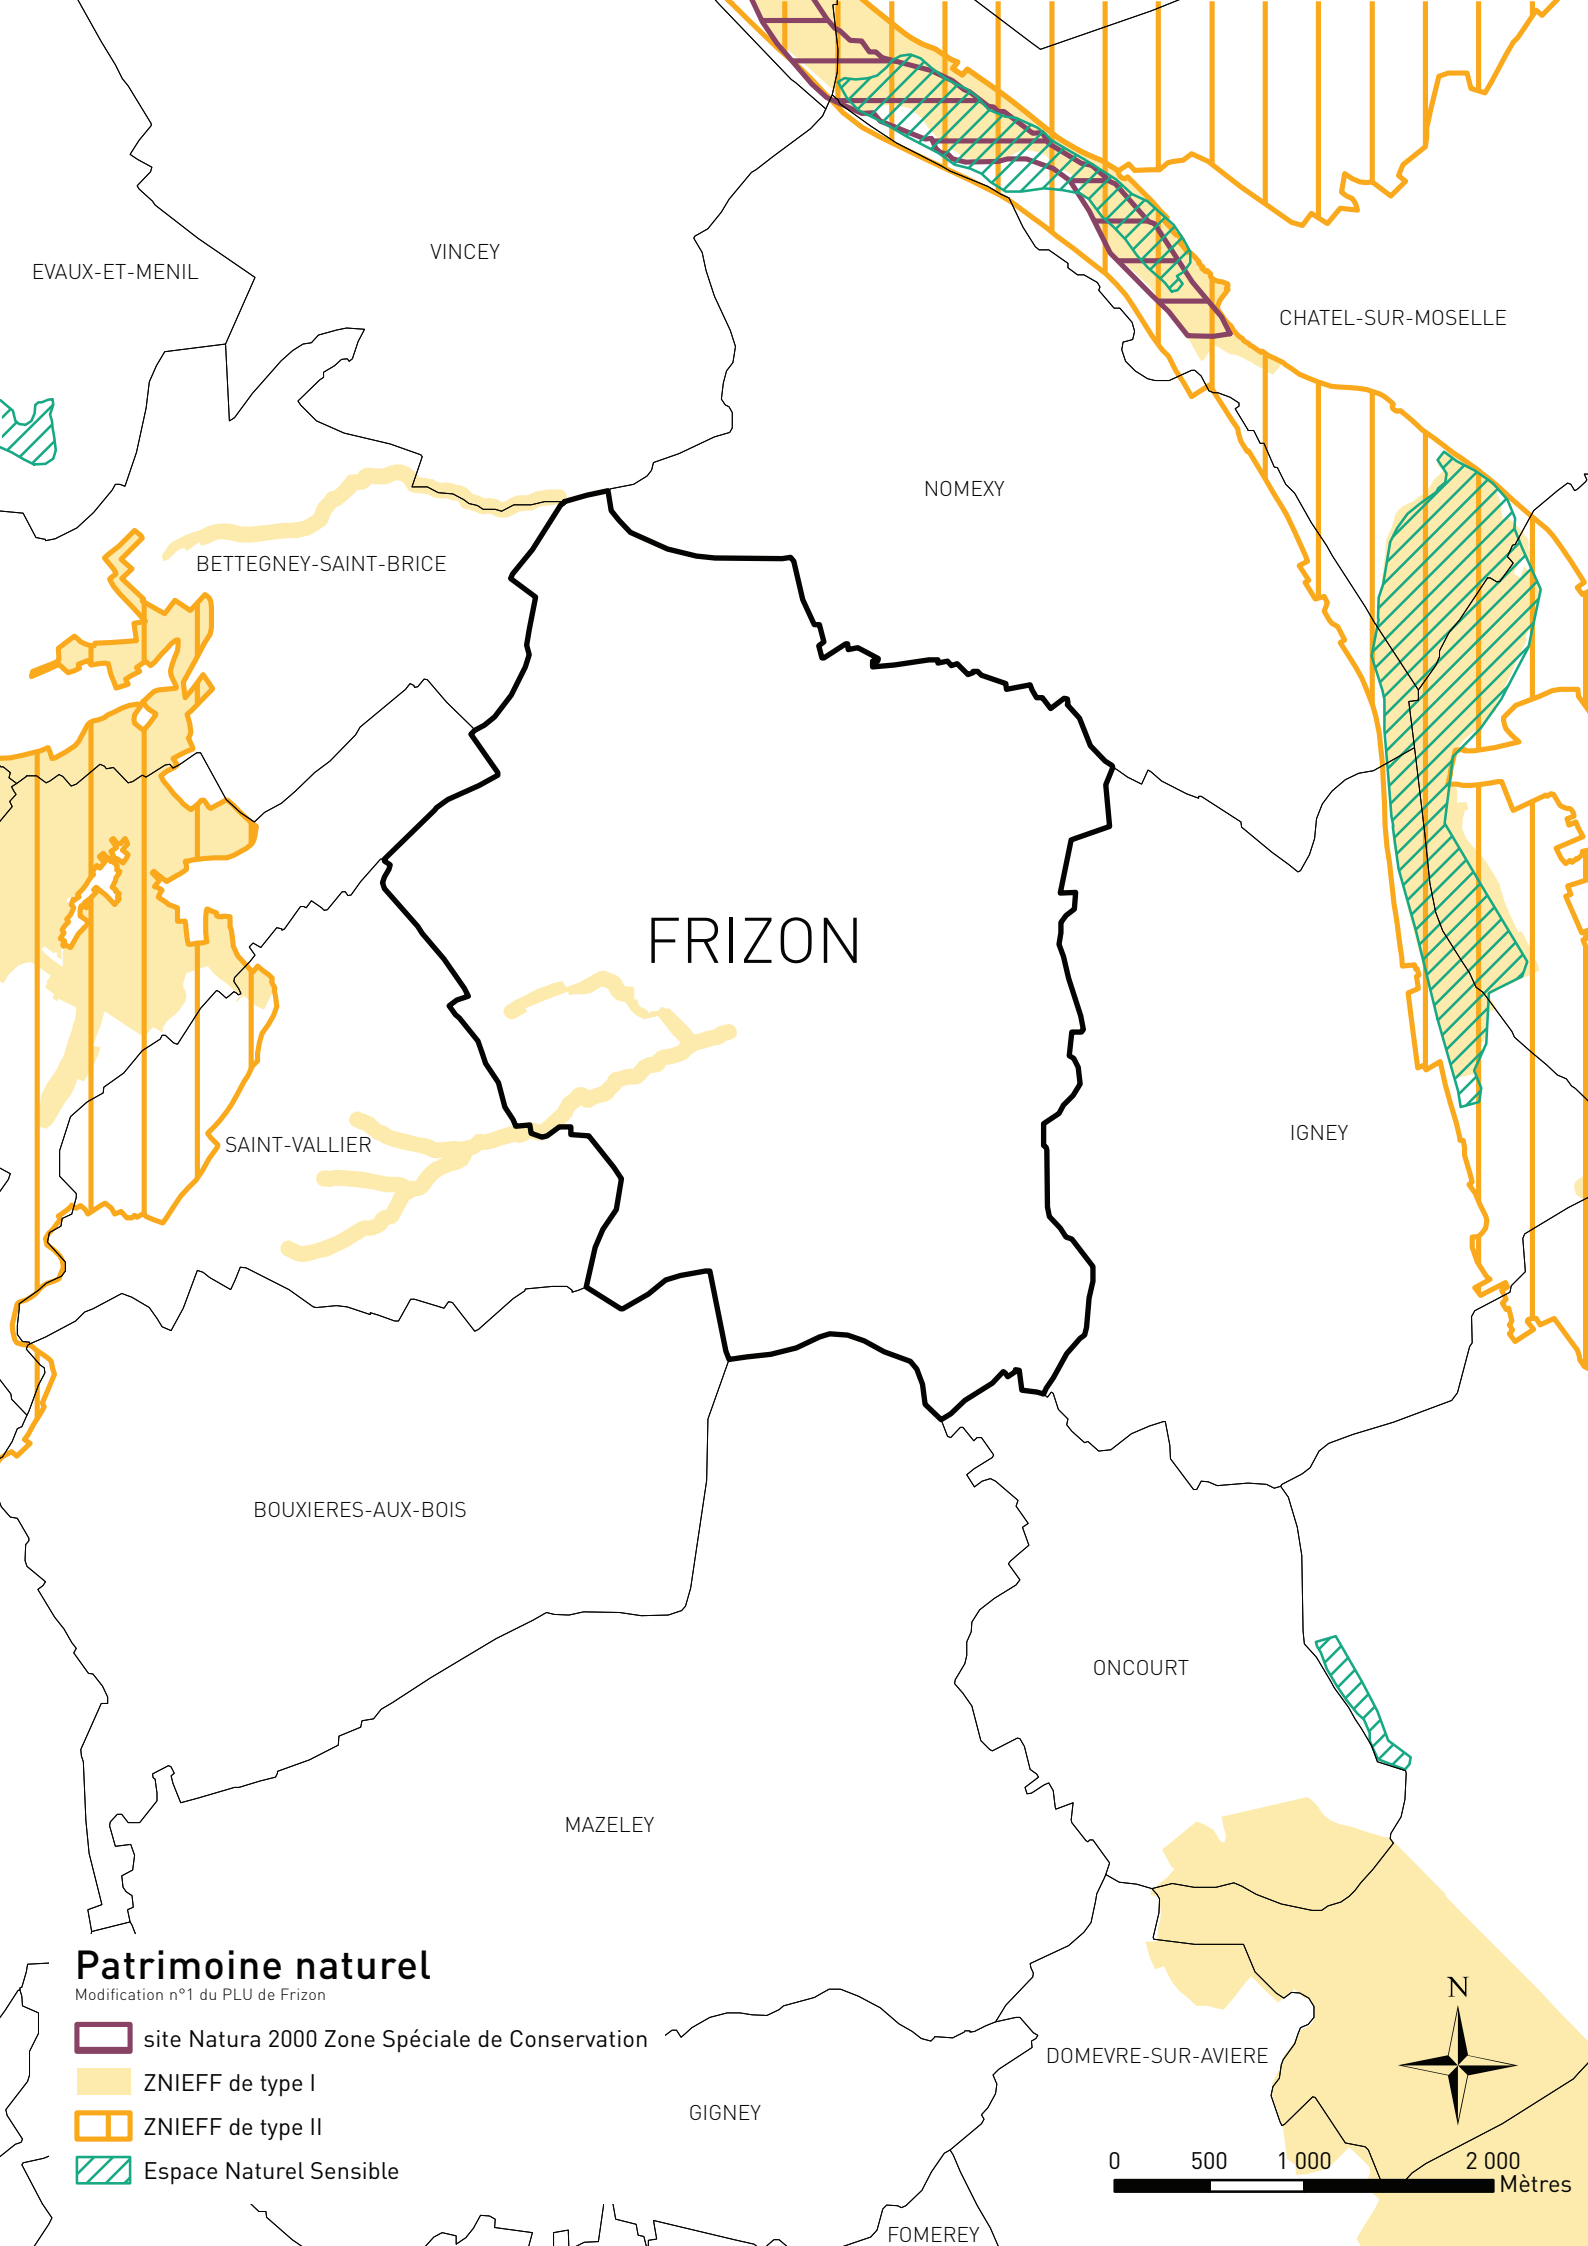 VINCEY
EVAUX-ET-MENIL
CHATEL-SUR-MOSELLE
NOMEXY
BETTEGNEY-SAINT-BRICE
FRIZON
IGNEY
SAINT-VALLIER
BOUXIERES-AUX-BOIS
ONCOURT
MAZELEY
Patrimoine naturel
Modification n°1 du PLU de Frizon
site Natura 2000 Zone Spéciale de Conservation
ZNIEFF de type I
ZNIEFF de type II
Espace Naturel Sensible
N
DOMEVRE-SUR-AVIERE
GIGNEY
0 500 1 000 2 000
Mètres
FOMEREY